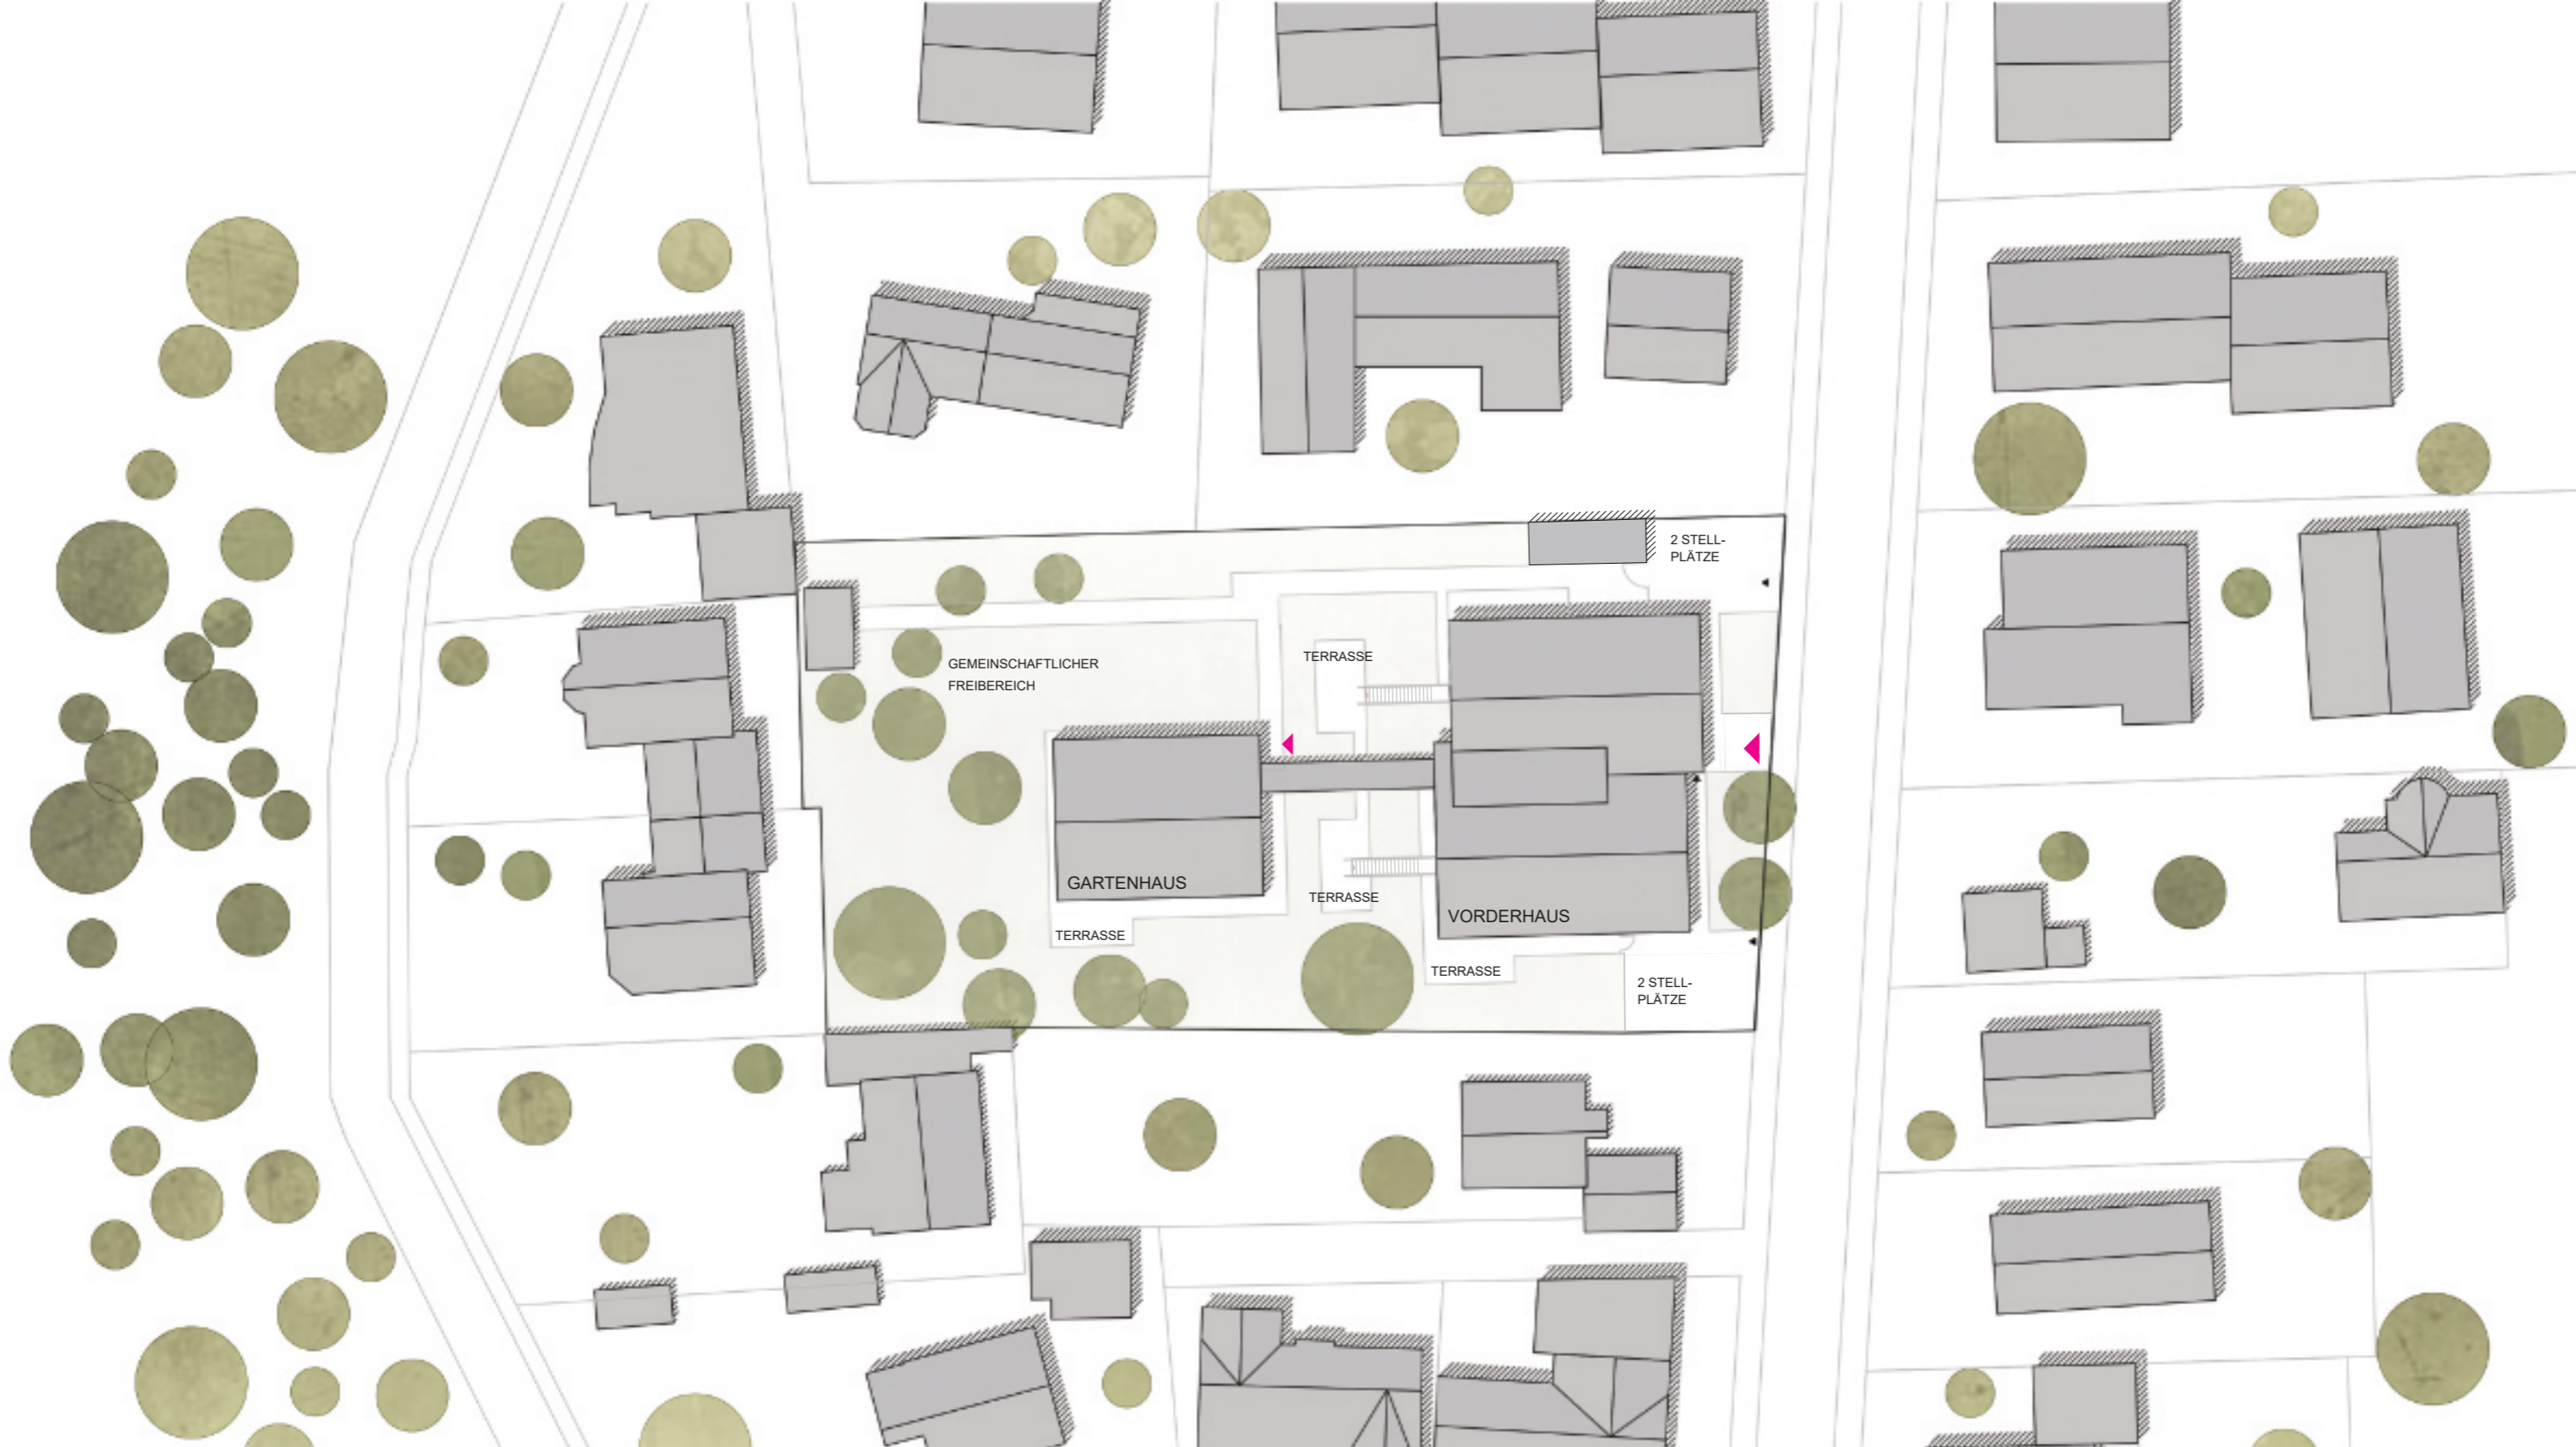 2 STELL-
PLÄTZE
TERRASSE
GEMEINSCHAFTLICHER
FREIBEREICH
GARTENHAUS
TERRASSE
VORDERHAUS
TERRASSE
TERRASSE
2 STELL-
PLÄTZE